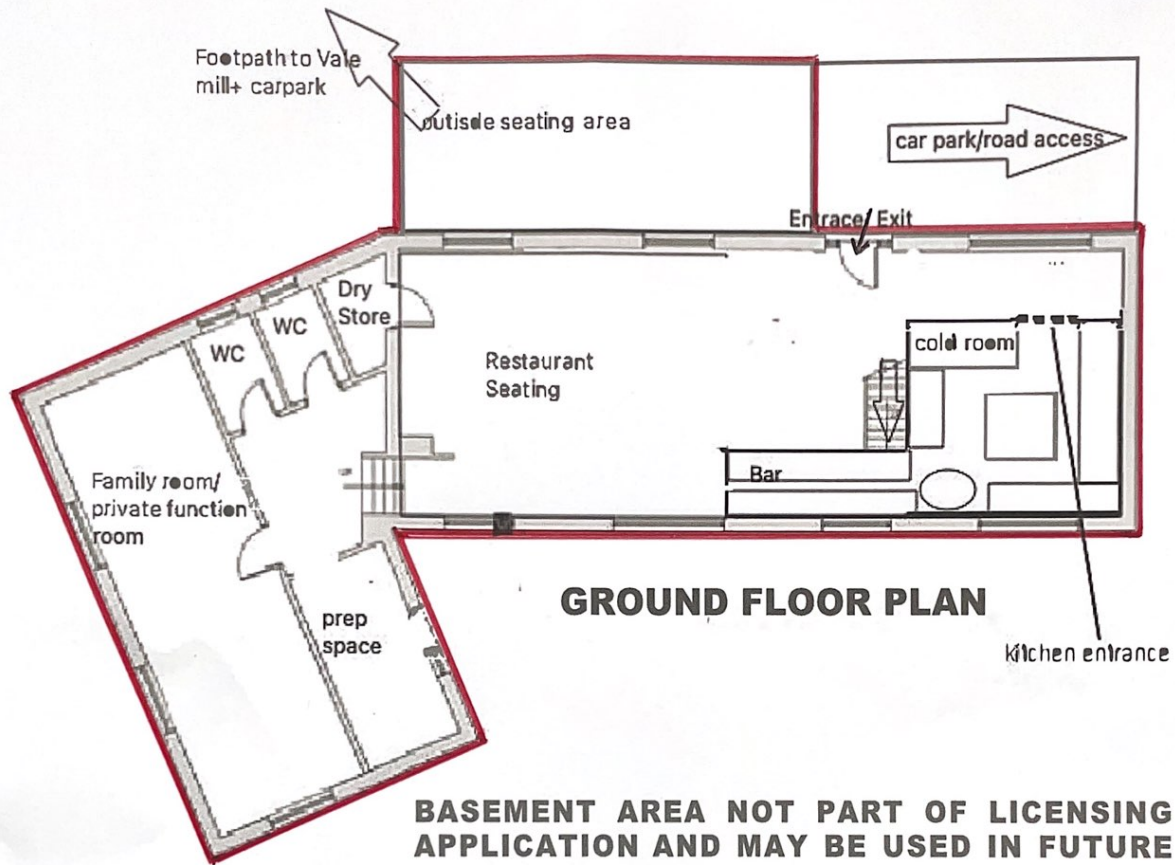 Footpath to Vale
mill+ carpark
outisde seating area
car park/road access
Entrace/ Exit
Dry
Store
WC
WC
cold room
Restaurant
Seating
Bar
Family room/
private function
room
prep
space
GROUND FLOOR PLAN
kitchen entrance
BASEMENT AREA NOT PART OF LICENSING
APPLICATION AND MAY BE USED IN FUTURE